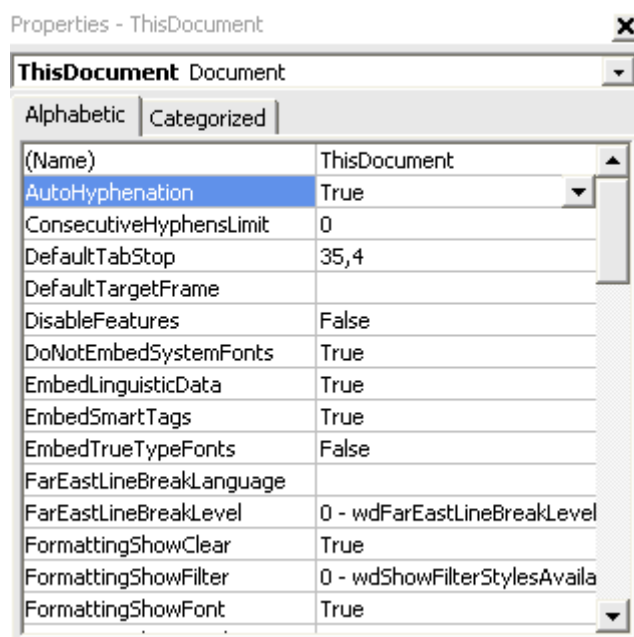 Properties - ThisDocument
ThisDocument Document
Alphabetic Categorized
(Name) ThisDocument
AutoHyphenation True
ConsecutiveHyphensLimit 0
DefaultTabStop 35,4
DefaultTargetFrame
DisableFeatures False
DoNotEmbedSystemFonts True
EmbedLinguisticData True
EmbedSmartTags True
EmbedTrueTypeFonts False
FarEastLineBreakLanguage
FarEastLineBreakLevel 0 - wdFarEastLineBreakLevel
FormattingShowClear True
FormattingShowFilter 0 - wdShowFilterStylesAvaila
FormattingShowFont True